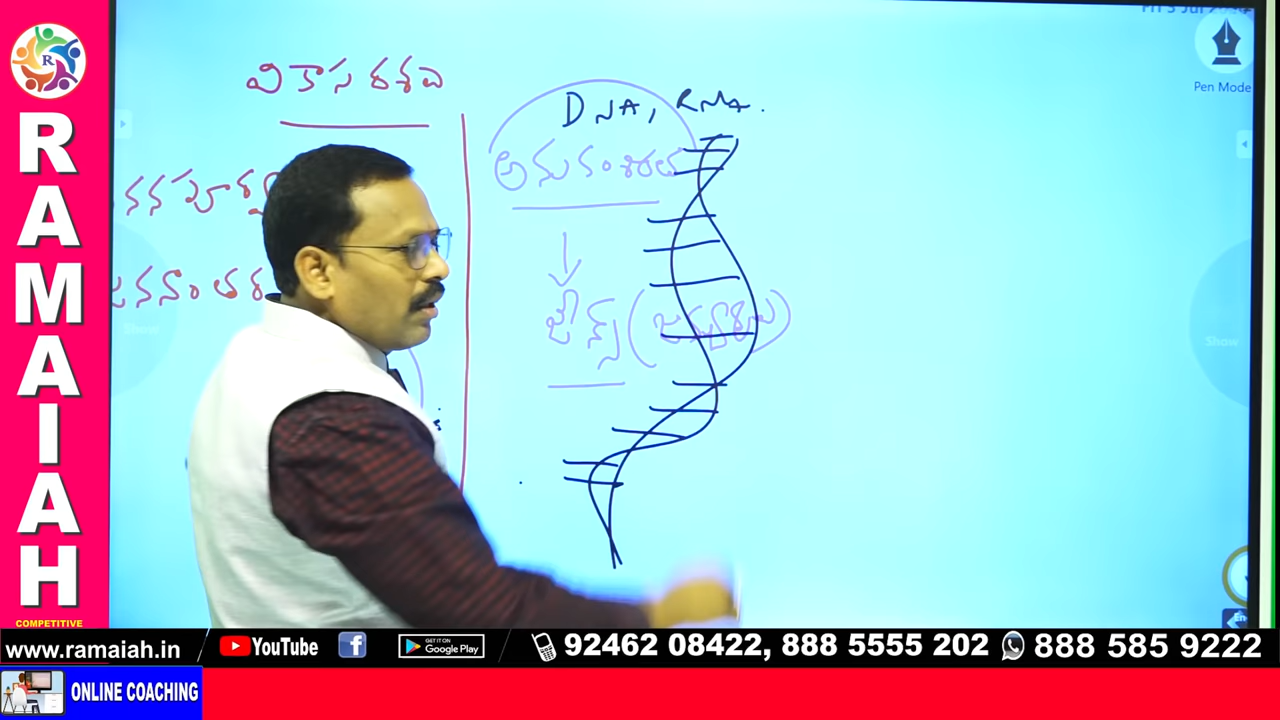 R
RAMAIAH
COMPETITIVE
వికాస దశలు
DNA, RNA.
అనువంశికత
జీన్స్ (జన్యువులు)
Pen Mode
Show
www.ramaiah.in
YouTube
GET IT ON
Google Play
92462 08422, 888 5555 202
888 585 9222
ONLINE COACHING